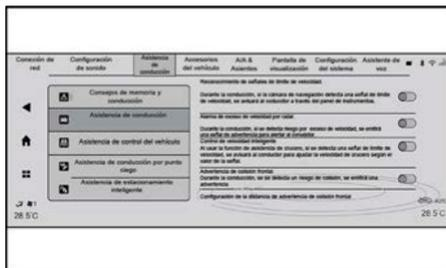 Conexión de red
Configuración de sonido
Asistencia de conducción
Accesorios del vehículo
A/A & Asientos
Pantalla de visualización
Configuración del sistema
Asistente de voz
Consejos de memoria y conducción
Asistencia de conducción
Asistencia de control del vehículo
Asistencia de conducción por punto ciego
Asistencia de estacionamiento inteligente
Reconocimiento de señales de límite de velocidad.
Durante la conducción, si la cámara de navegación detecta una señal de límite
de velocidad, se avisará al conductor a través del panel de instrumentos.
Alarma de exceso de velocidad por radar.
Durante la conducción, si se detecta riesgo por exceso de velocidad, se emitirá
una señal de advertencia para alertar al conductor.
Control de velocidad inteligente
Al usar la función de asistencia de crucero, si se detecta una señal de límite de
velocidad, se avisará al conductor para ajustar la velocidad de crucero según el
valor de la señal.
Advertencia de colisión frontal
Durante la conducción, si se detecta un riesgo de colisión, se emitirá una
advertencia
Configuración de la distancia de advertencia de colisión frontal
1
28.5°C
28.5°C